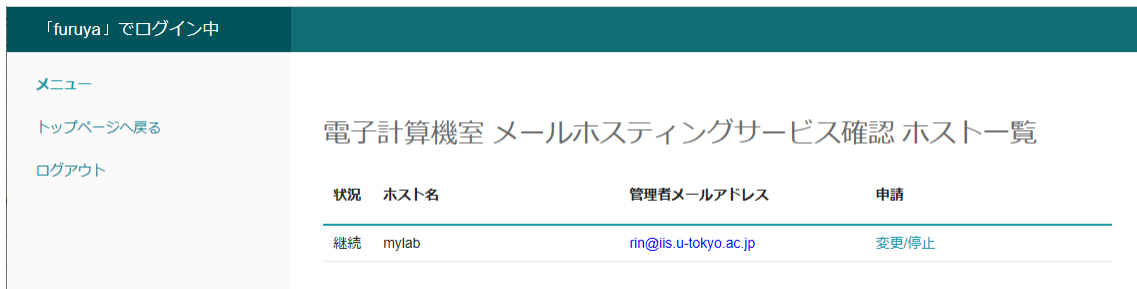 「furuya」でログイン中
メニュー
トップページへ戻る
ログアウト
電子計算機室 メールホスティングサービス確認 ホスト一覧
状況 ホスト名 管理者メールアドレス 申請
継続 mylab rin@iis.u-tokyo.ac.jp 変更/停止